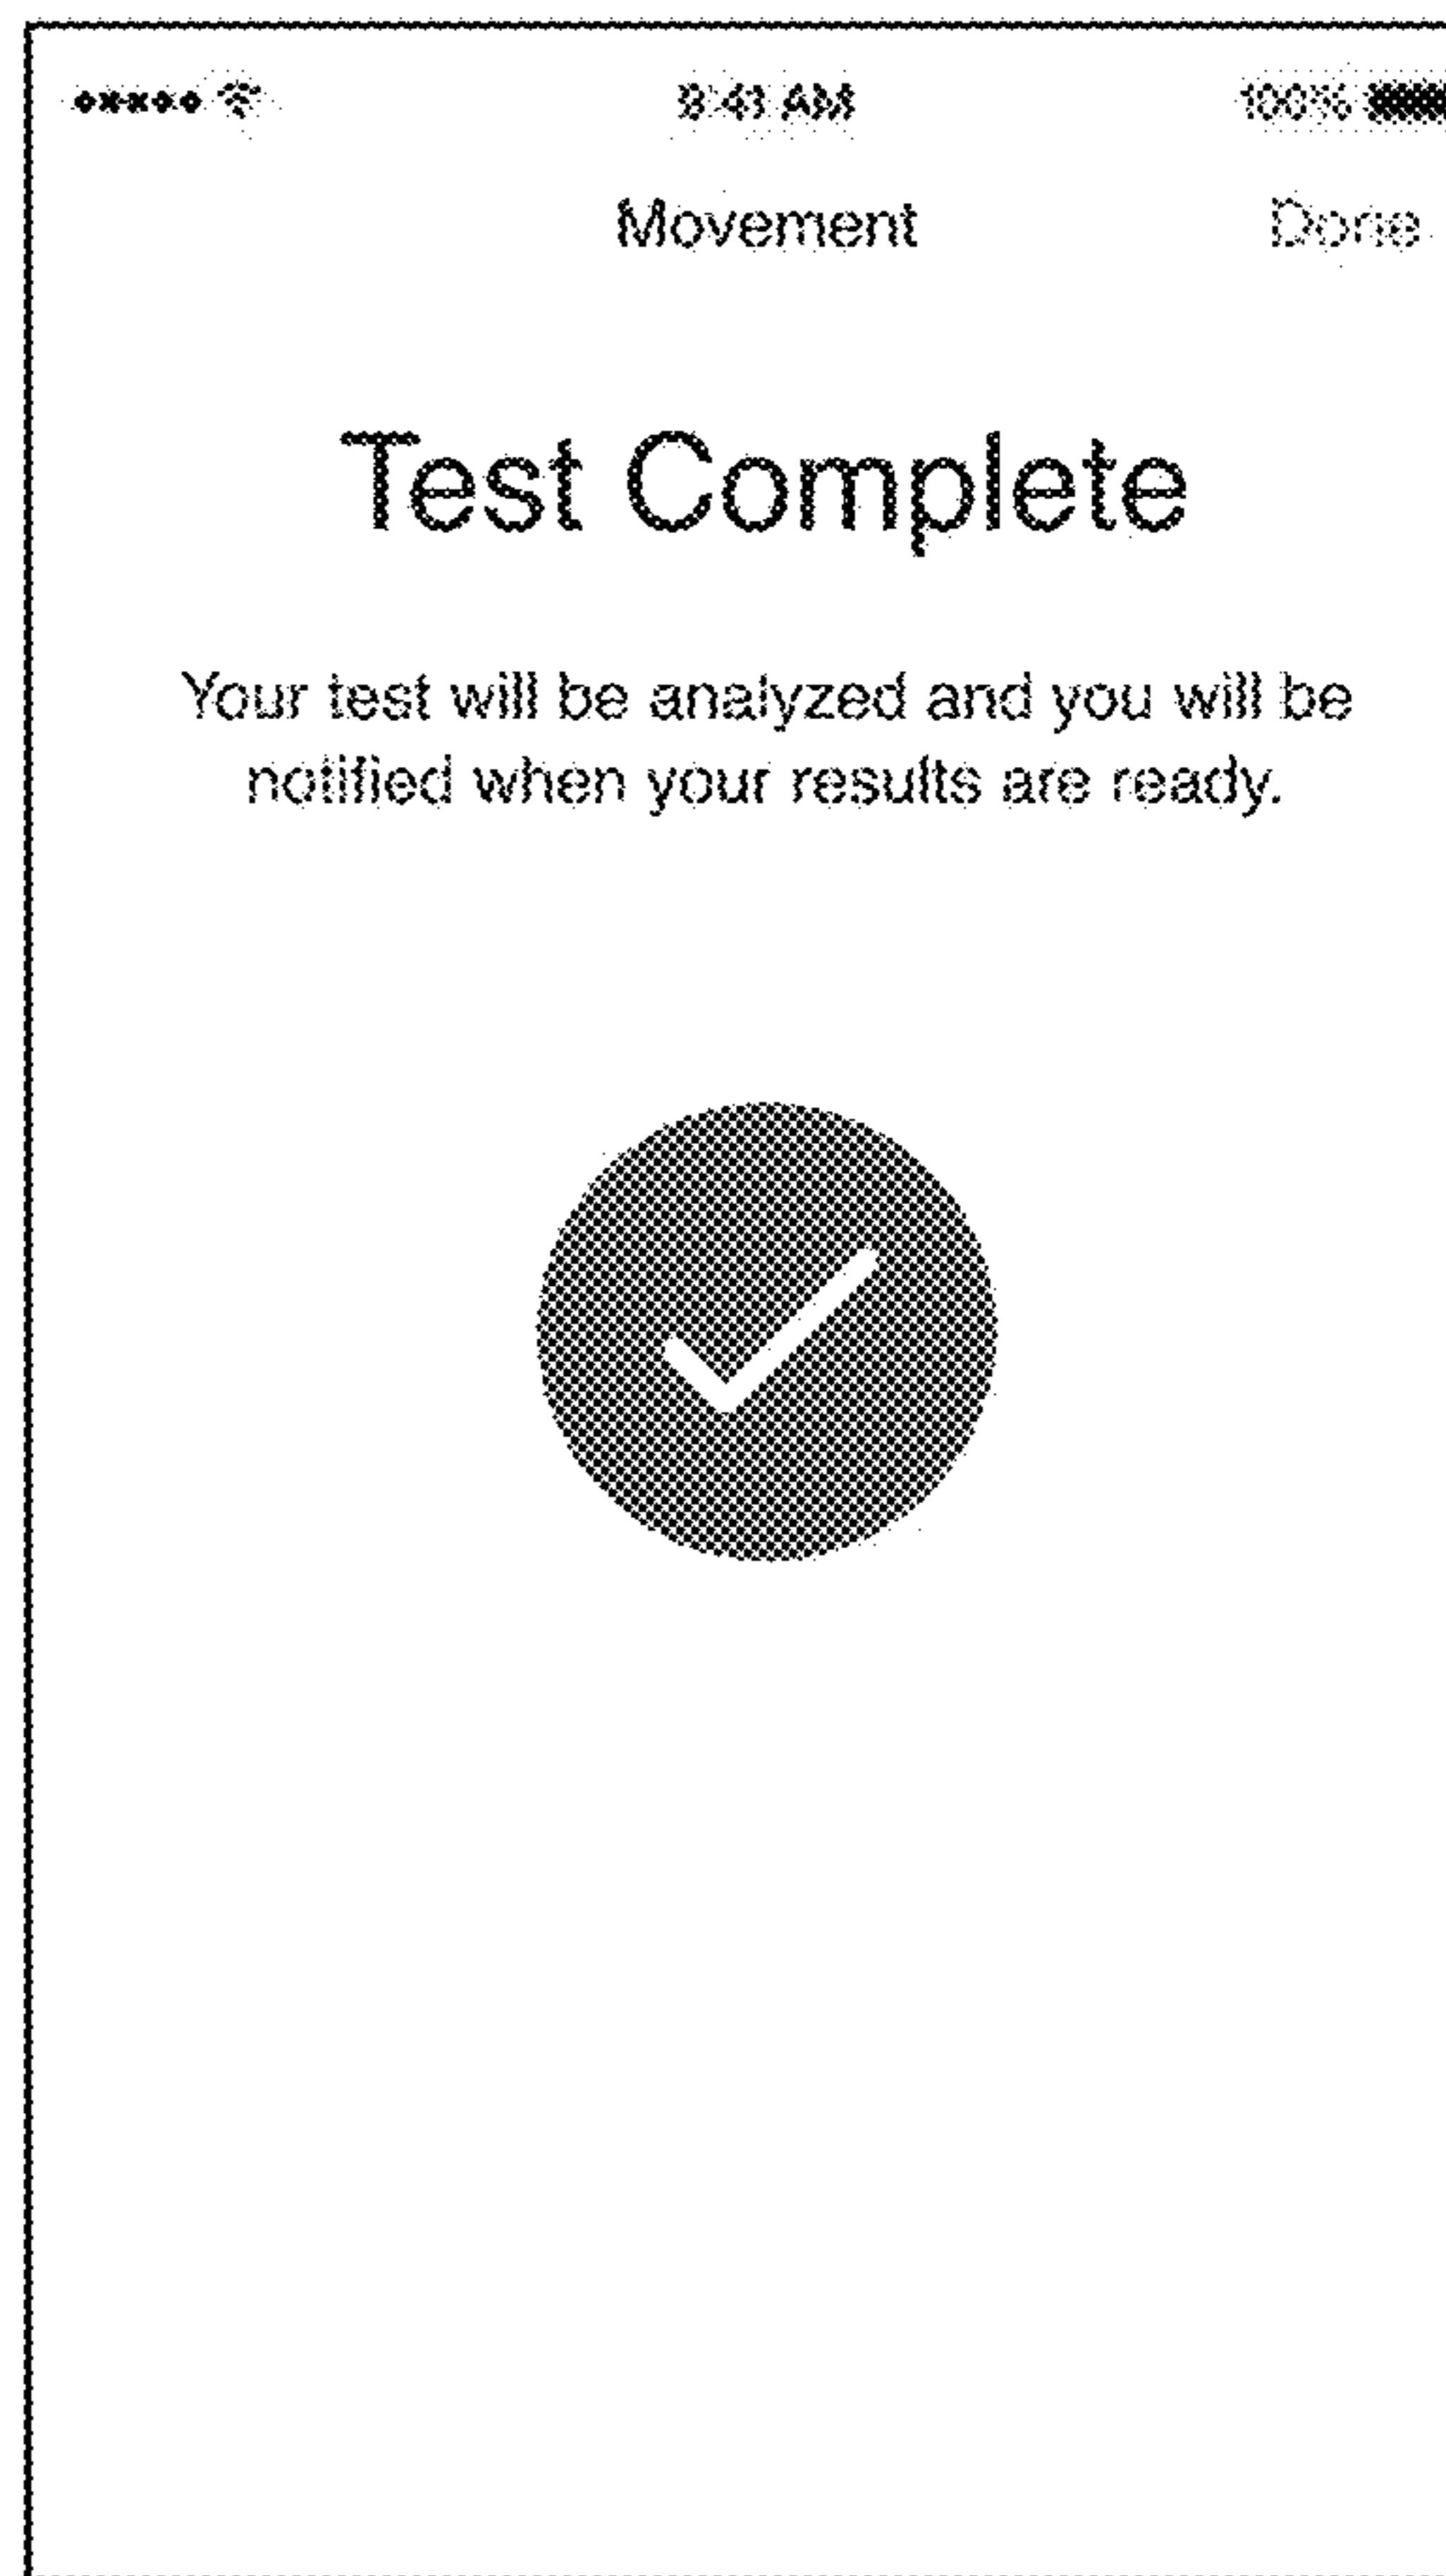 9:41 AM 100%
Movement Done
Test Complete
Your test will be analyzed and you will be
notified when your results are ready.